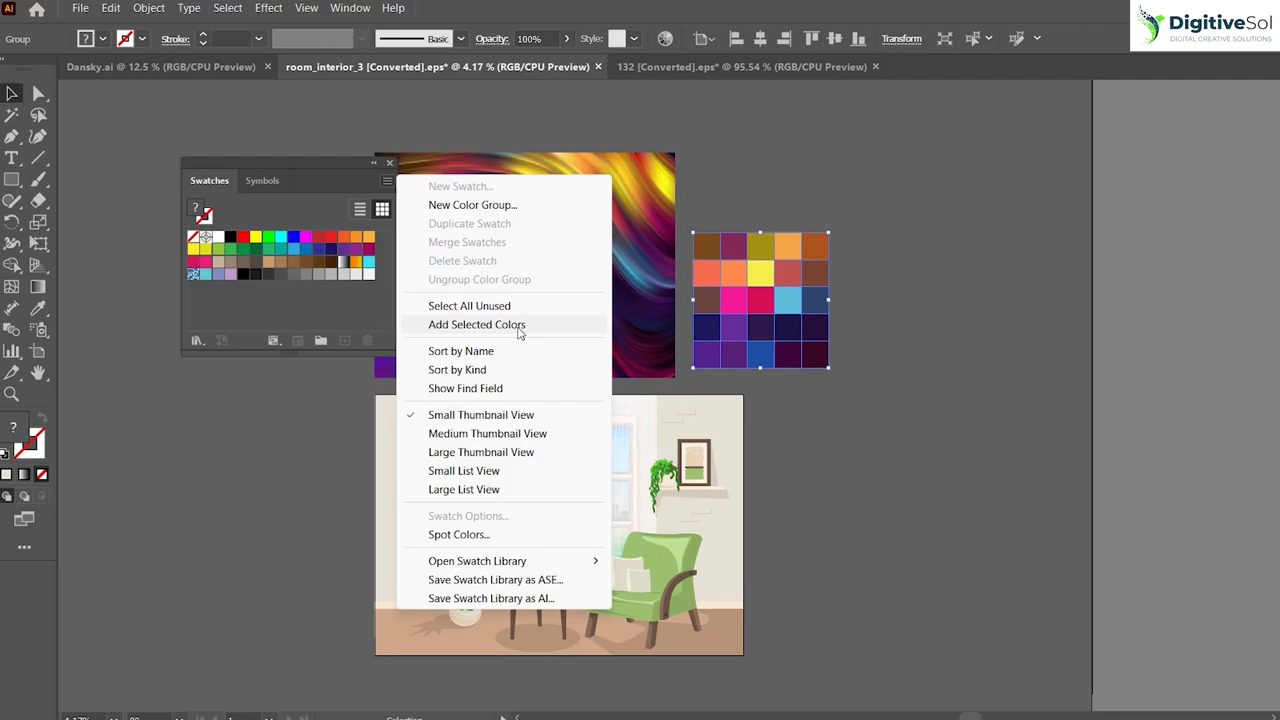 Ai
File Edit Object Type Select Effect View Window Help
DigitiveSol
DIGITAL CREATIVE SOLUTIONS
Group ? Stroke: Basic Opacity: 100% Style: Transform
Dansky.ai @ 12.5 % (RGB/CPU Preview) × room_interior_3 [Converted].eps* @ 4.17 % (RGB/CPU Preview) × 132 [Converted].eps* @ 95.54 % (RGB/CPU Preview) ×
Swatches Symbols
?
New Swatch...
New Color Group...
Duplicate Swatch
Merge Swatches
Delete Swatch
Ungroup Color Group
Select All Unused
Add Selected Colors
Sort by Name
Sort by Kind
Show Find Field
Small Thumbnail View
Medium Thumbnail View
Large Thumbnail View
Small List View
Large List View
Swatch Options...
Spot Colors...
Open Swatch Library
Save Swatch Library as ASE...
Save Swatch Library as AI...
?
4.17% Selection